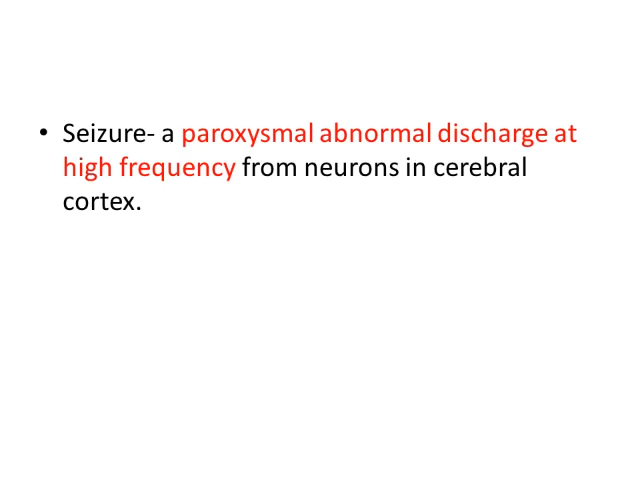 • Seizure- a paroxysmal abnormal discharge at
high frequency from neurons in cerebral
cortex.